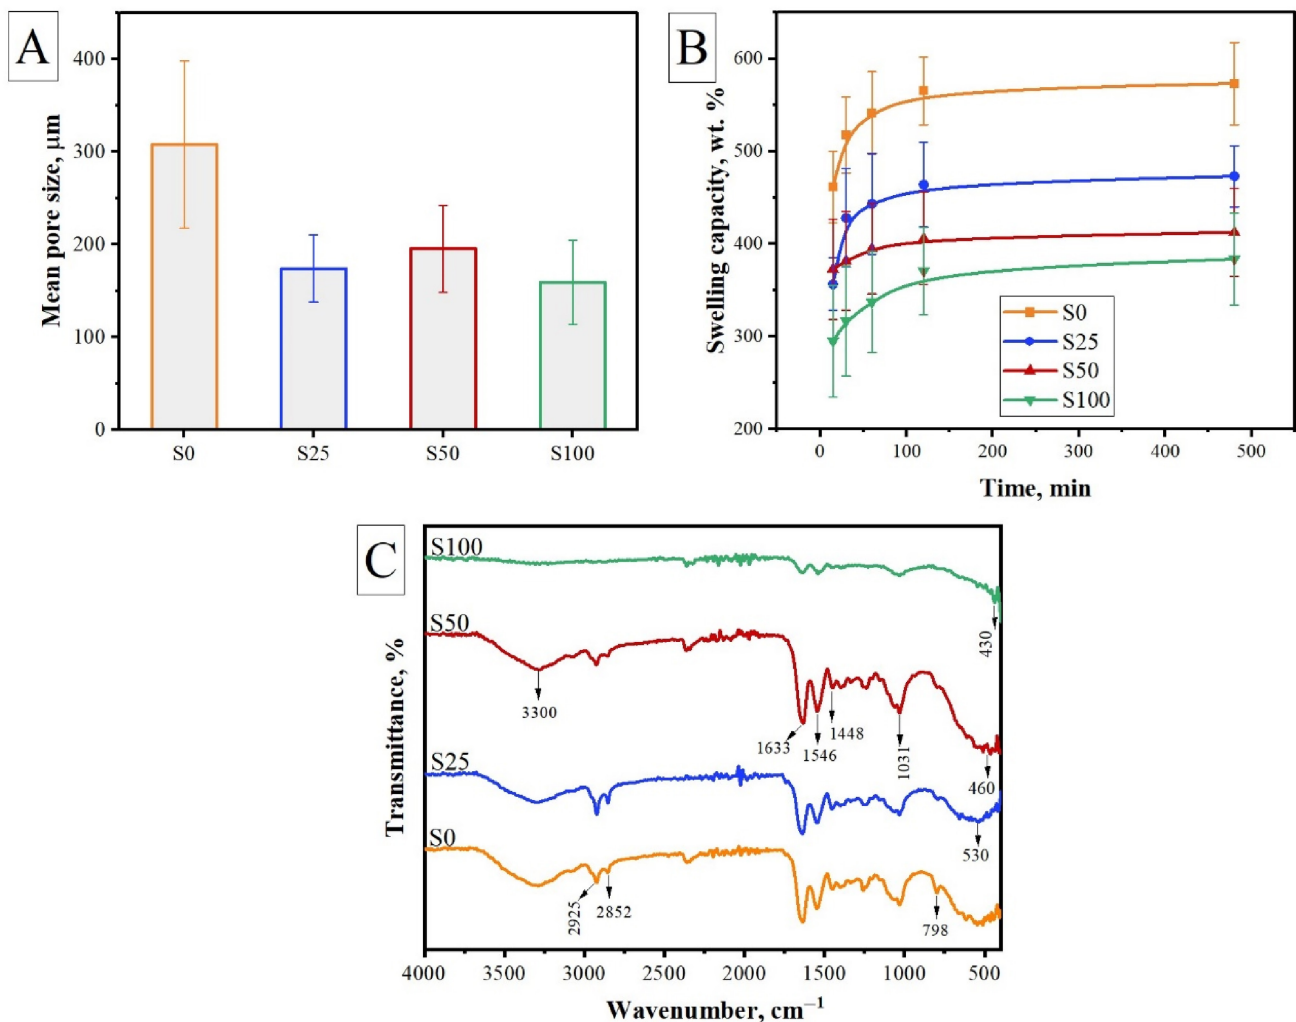 A
Mean pore size, μm
400
300
200
100
0
S0 S25 S50 S100
B
Swelling capacity, wt. %
600
500
400
300
200
S0
S25
S50
S100
0 100 200 300 400 500
Time, min
C
Transmittance, %
S100
430
S50
3300
1633
1546
1448
1031
460
S25
530
S0
2925
2852
798
4000 3500 3000 2500 2000 1500 1000 500
Wavenumber, cm⁻¹